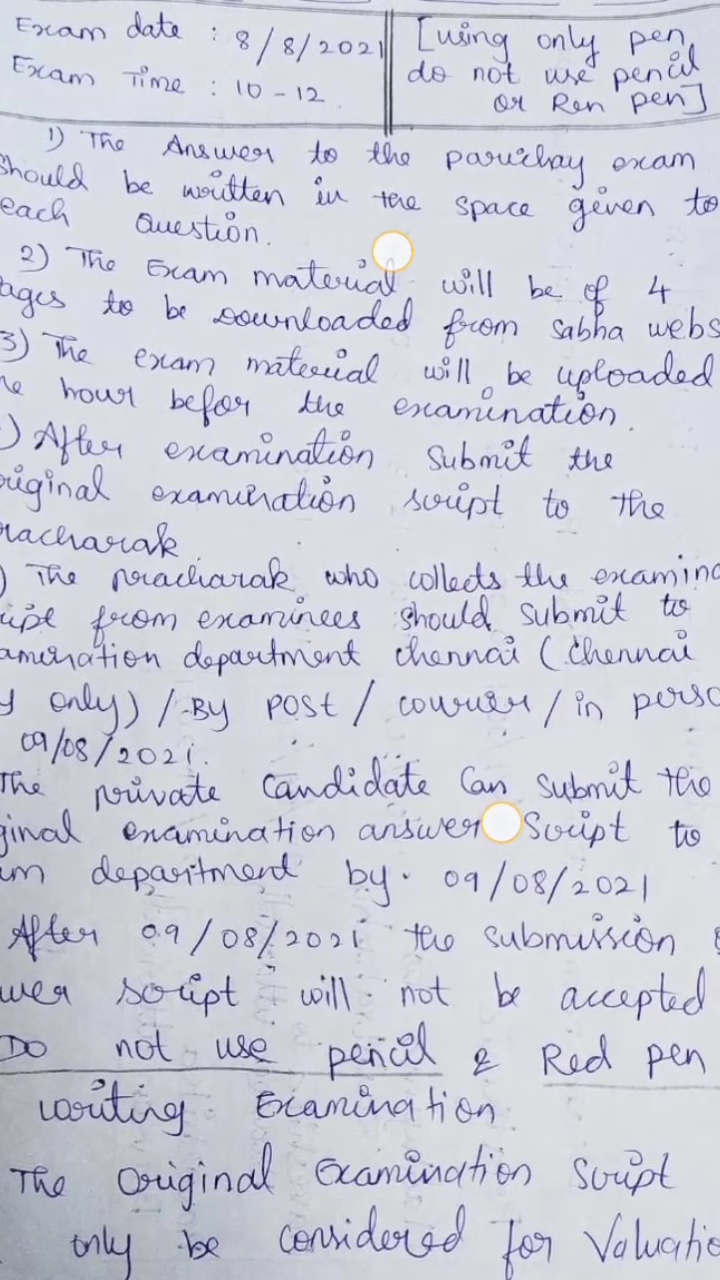 Exam date : 8/8/2021
Exam Time : 10-12
[using only pen
do not use pencil
or Ren pen]
1) The Answer to the parichay exam
should be written in the space given to
each Question.
2) The Exam material will be of 4
ages to be Downloaded from sabha webs
3) The exam material will be uploaded
ne hour befor the examination.
) After examination Submit the
riginal examination script to the
racharak
) The pracharak who collects the examina
ript from examinees should submit to
amination department chennai (Chennai
y only) / By post / courier / in perso
09/08/2021.
The private Candidate Can Submit the
ginal examination answer Script to
am department by. 09/08/2021
After 09/08/2021 the submission
wer script will not be accepted
Do not use pencil & Red pen
writing Examination
The Original Examination Script
only be considered for Valuatio